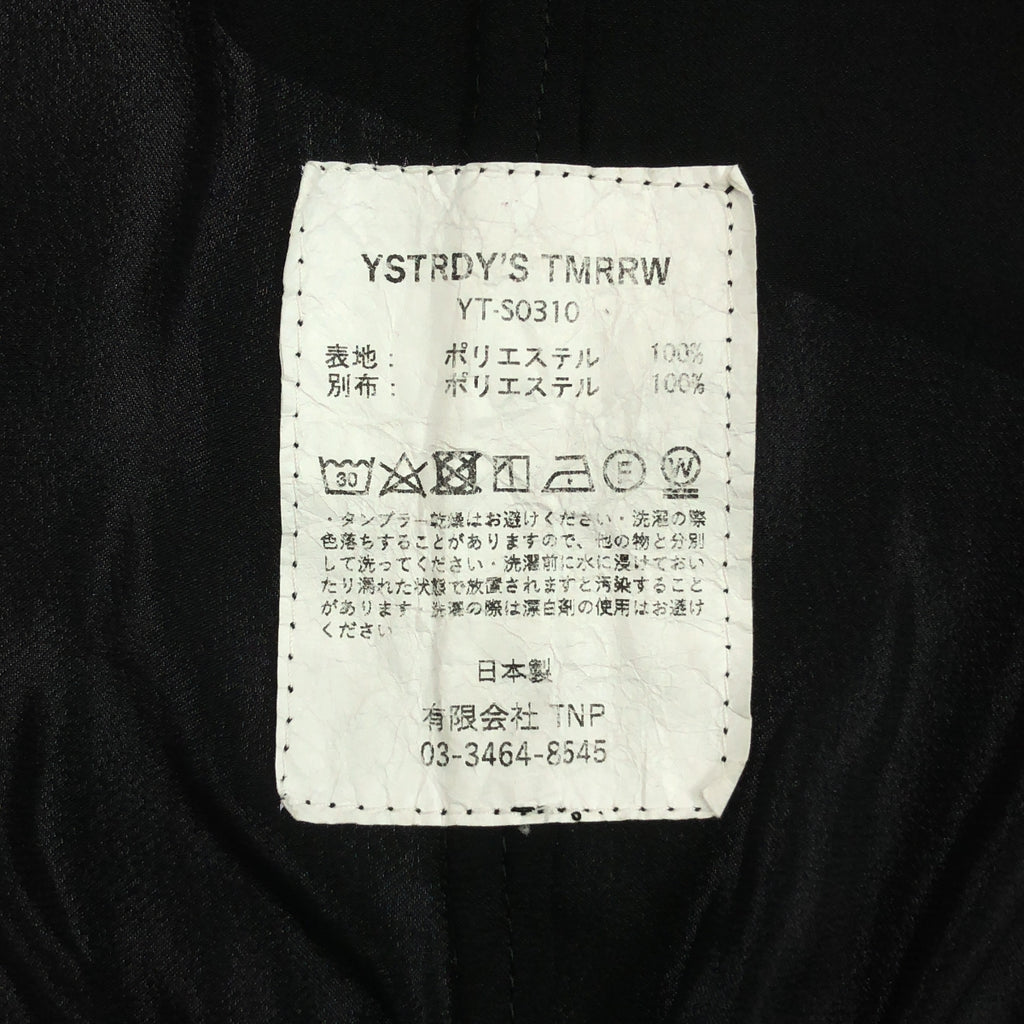 YSTRDY'S TMRRW
YT-S0310
表地： ポリエステル 100%
別布： ポリエステル 100%
30 E W
・タンブラー乾燥はお避けください・洗濯の際
色落ちすることがありますので、他の物と分別
して洗ってください・洗濯前に水に浸けておい
たり濡れた状態で放置されますと汚染すること
があります・洗濯の際は漂白剤の使用はお避け
ください
日本製
有限会社 TNP
03-3464-8545